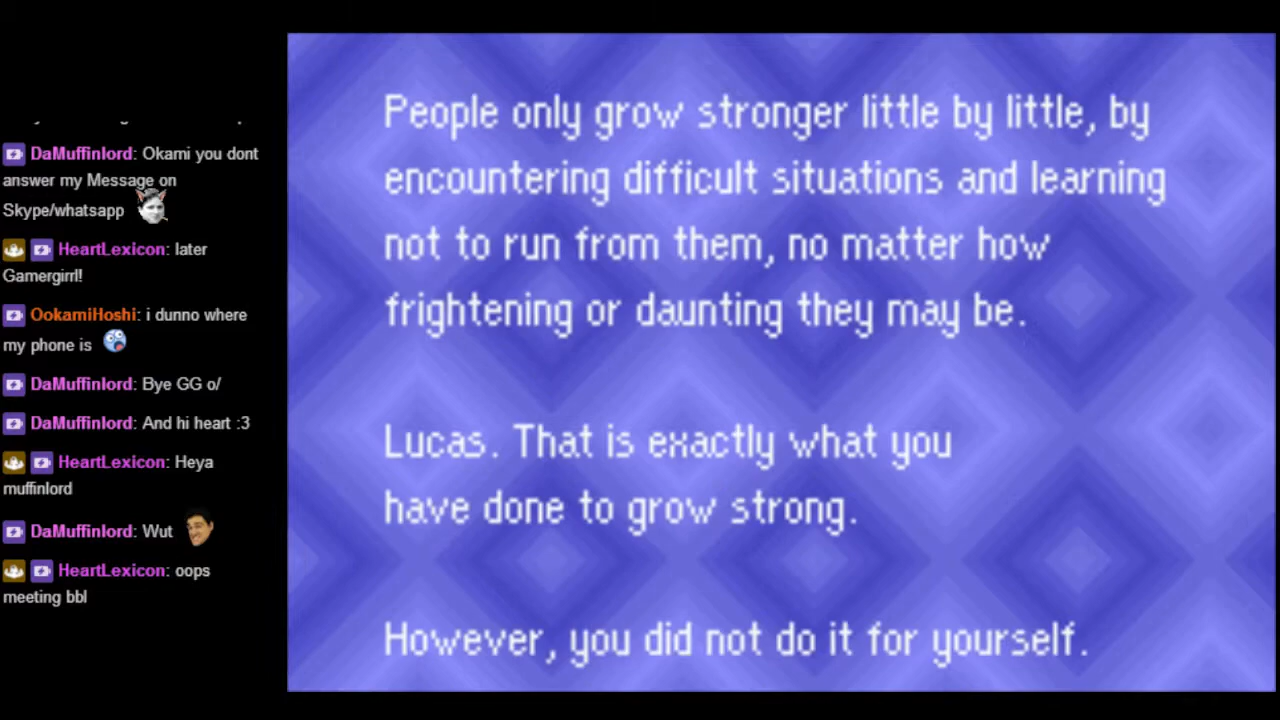 DaMuffinlord: Okami you dont
answer my Message on
Skype/whatsapp
HeartLexicon: later
Gamergirrl!
OokamiHoshi: i dunno where
my phone is
DaMuffinlord: Bye GG o/
DaMuffinlord: And hi heart :3
HeartLexicon: Heya
muffinlord
DaMuffinlord: Wut
HeartLexicon: oops
meeting bbl
People only grow stronger little by little, by
encountering difficult situations and learning
not to run from them, no matter how
frightening or daunting they may be.
Lucas. That is exactly what you
have done to grow strong.
However, you did not do it for yourself.